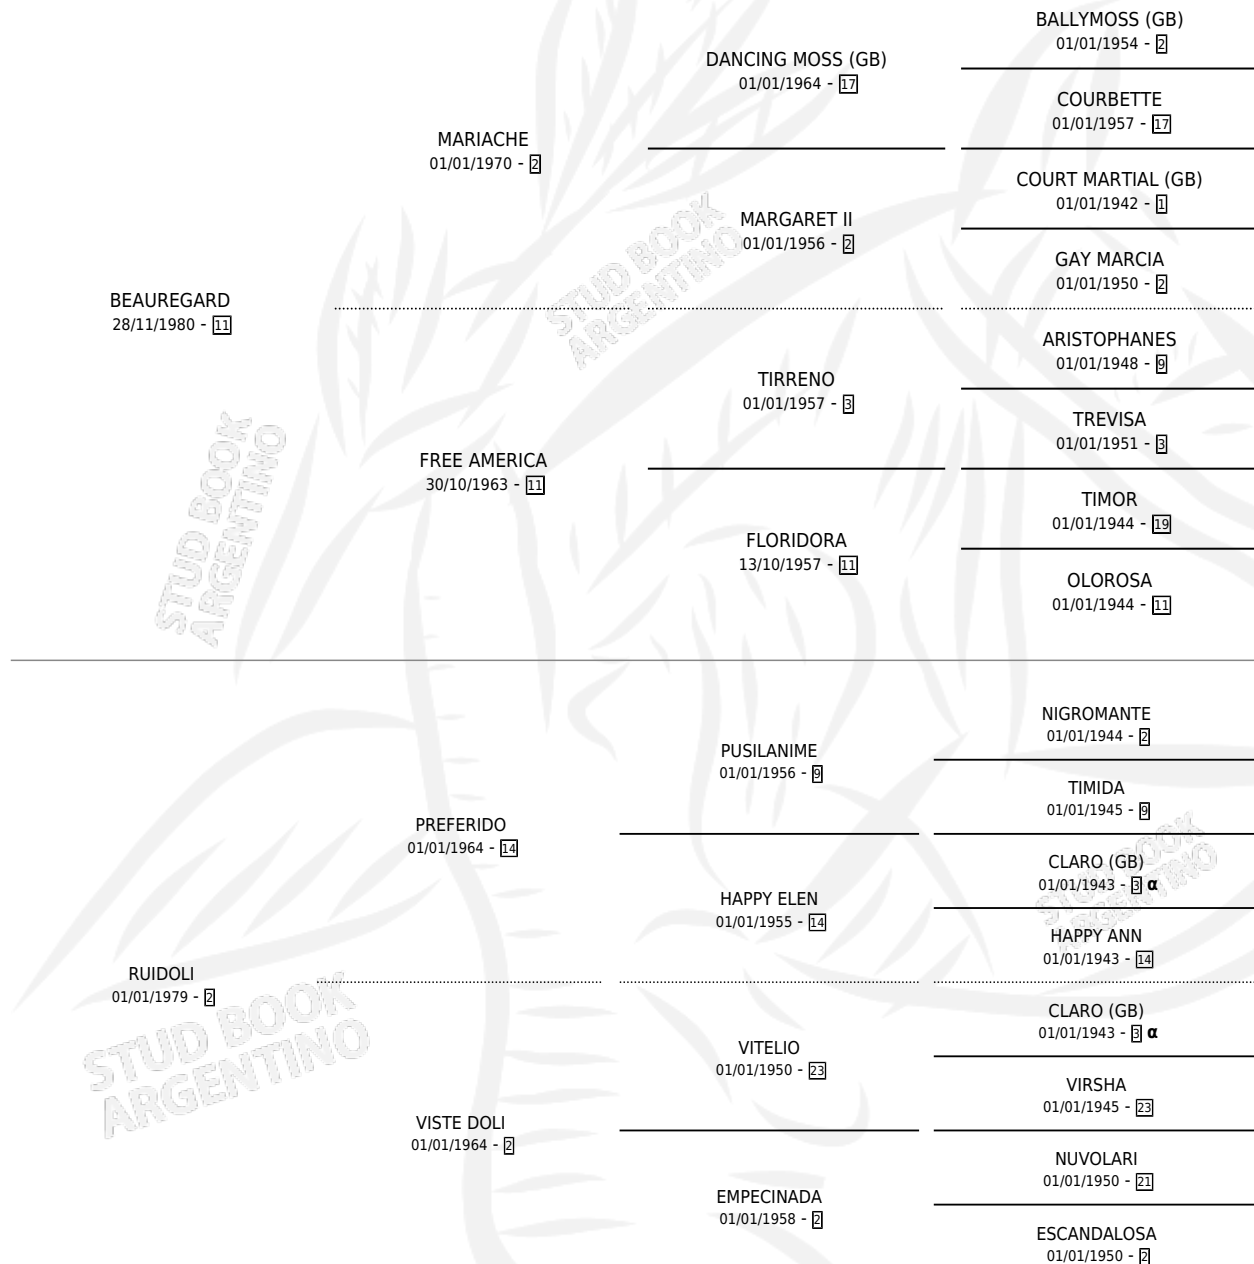 BALLYMOSS (GB)
01/01/1954 - 2
DANCING MOSS (GB)
01/01/1964 - 17
COURBETTE
01/01/1957 - 17
MARIACHE
01/01/1970 - 2
COURT MARTIAL (GB)
01/01/1942 - 1
MARGARET II
01/01/1956 - 2
GAY MARCIA
01/01/1950 - 2
BEAUREGARD
28/11/1980 - 11
ARISTOPHANES
01/01/1948 - 9
TIRRENO
01/01/1957 - 3
TREVISA
01/01/1951 - 3
FREE AMERICA
30/10/1963 - 11
TIMOR
01/01/1944 - 19
FLORIDORA
13/10/1957 - 11
OLOROSA
01/01/1944 - 11
NIGROMANTE
01/01/1944 - 2
PUSILANIME
01/01/1956 - 9
TIMIDA
01/01/1945 - 9
PREFERIDO
01/01/1964 - 14
CLARO (GB)
01/01/1943 - 3 α
HAPPY ELEN
01/01/1955 - 14
HAPPY ANN
01/01/1943 - 14
RUIDOLI
01/01/1979 - 2
CLARO (GB)
01/01/1943 - 3 α
VITELIO
01/01/1950 - 23
VIRSHA
01/01/1945 - 23
VISTE DOLI
01/01/1964 - 2
NUVOLARI
01/01/1950 - 21
EMPECINADA
01/01/1958 - 2
ESCANDALOSA
01/01/1950 - 2
STUD BOOK
ARGENTINO
STUD BOOK
ARGENTINO
STUD BOOK
ARGENTINO
STUD BOOK
ARGENTINO